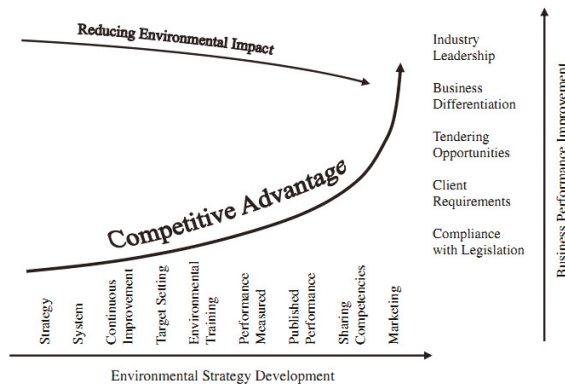 Reducing Environmental Impact
Industry
Leadership
Business
Differentiation
Tendering
Opportunities
Client
Requirements
Compliance
with Legislation
Business Performance Improvement
Competitive Advantage
Strategy
System
Continuous
Improvement
Target Setting
Environmental
Training
Performance
Measured
Published
Performance
Sharing
Competencies
Marketing
Environmental Strategy Development